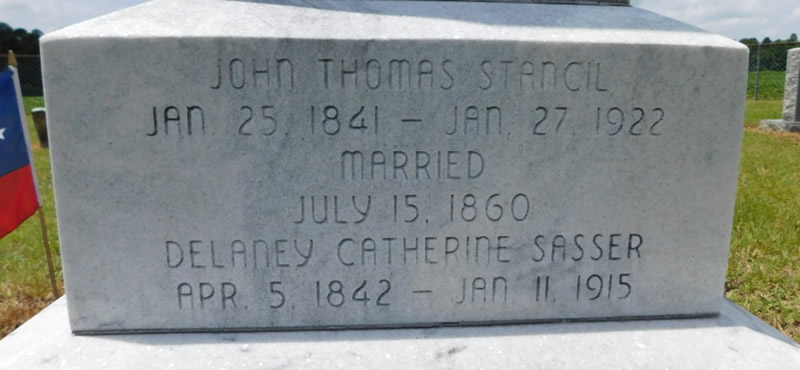 JOHN THOMAS STANCIL
JAN. 25, 1841 – JAN. 27, 1922
MARRIED
JULY 15, 1860
DELANEY CATHERINE SASSER
APR. 5, 1842 – JAN. 11, 1915